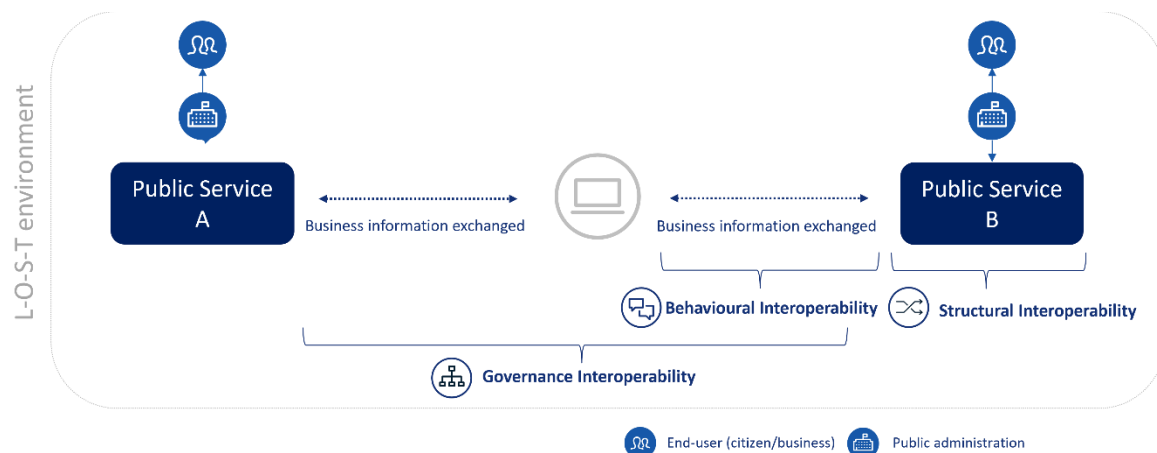 L-O-S-T environment
Public Service
A
Business information exchanged
Business information exchanged
Public Service
B
Behavioural Interoperability
Structural Interoperability
Governance Interoperability
End-user (citizen/business)
Public administration